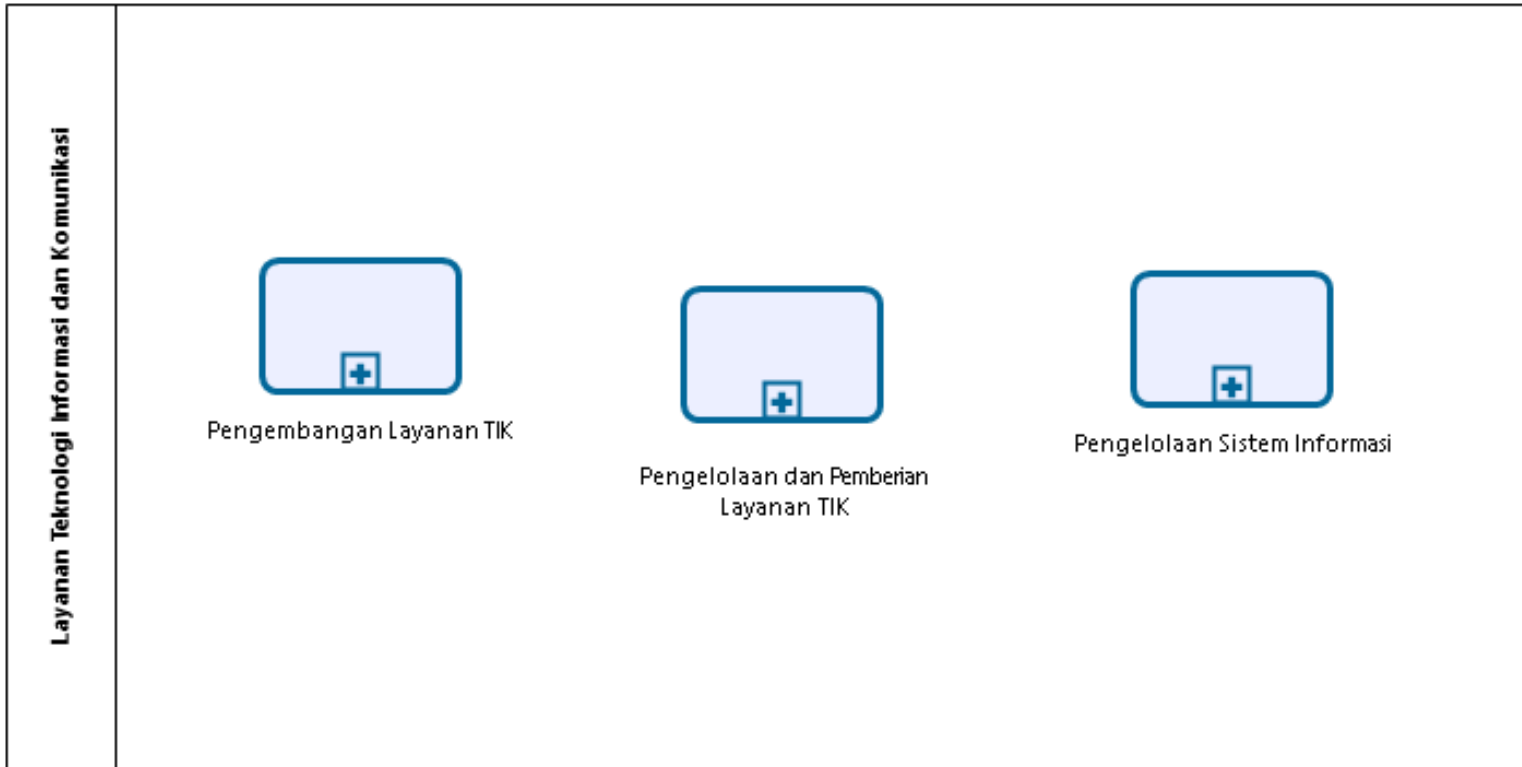 Layanan Teknologi Informasi dan Komunikasi
Pengembangan Layanan TIK
Pengelolaan dan Pemberian
Layanan TIK
Pengelolaan Sistem Informasi